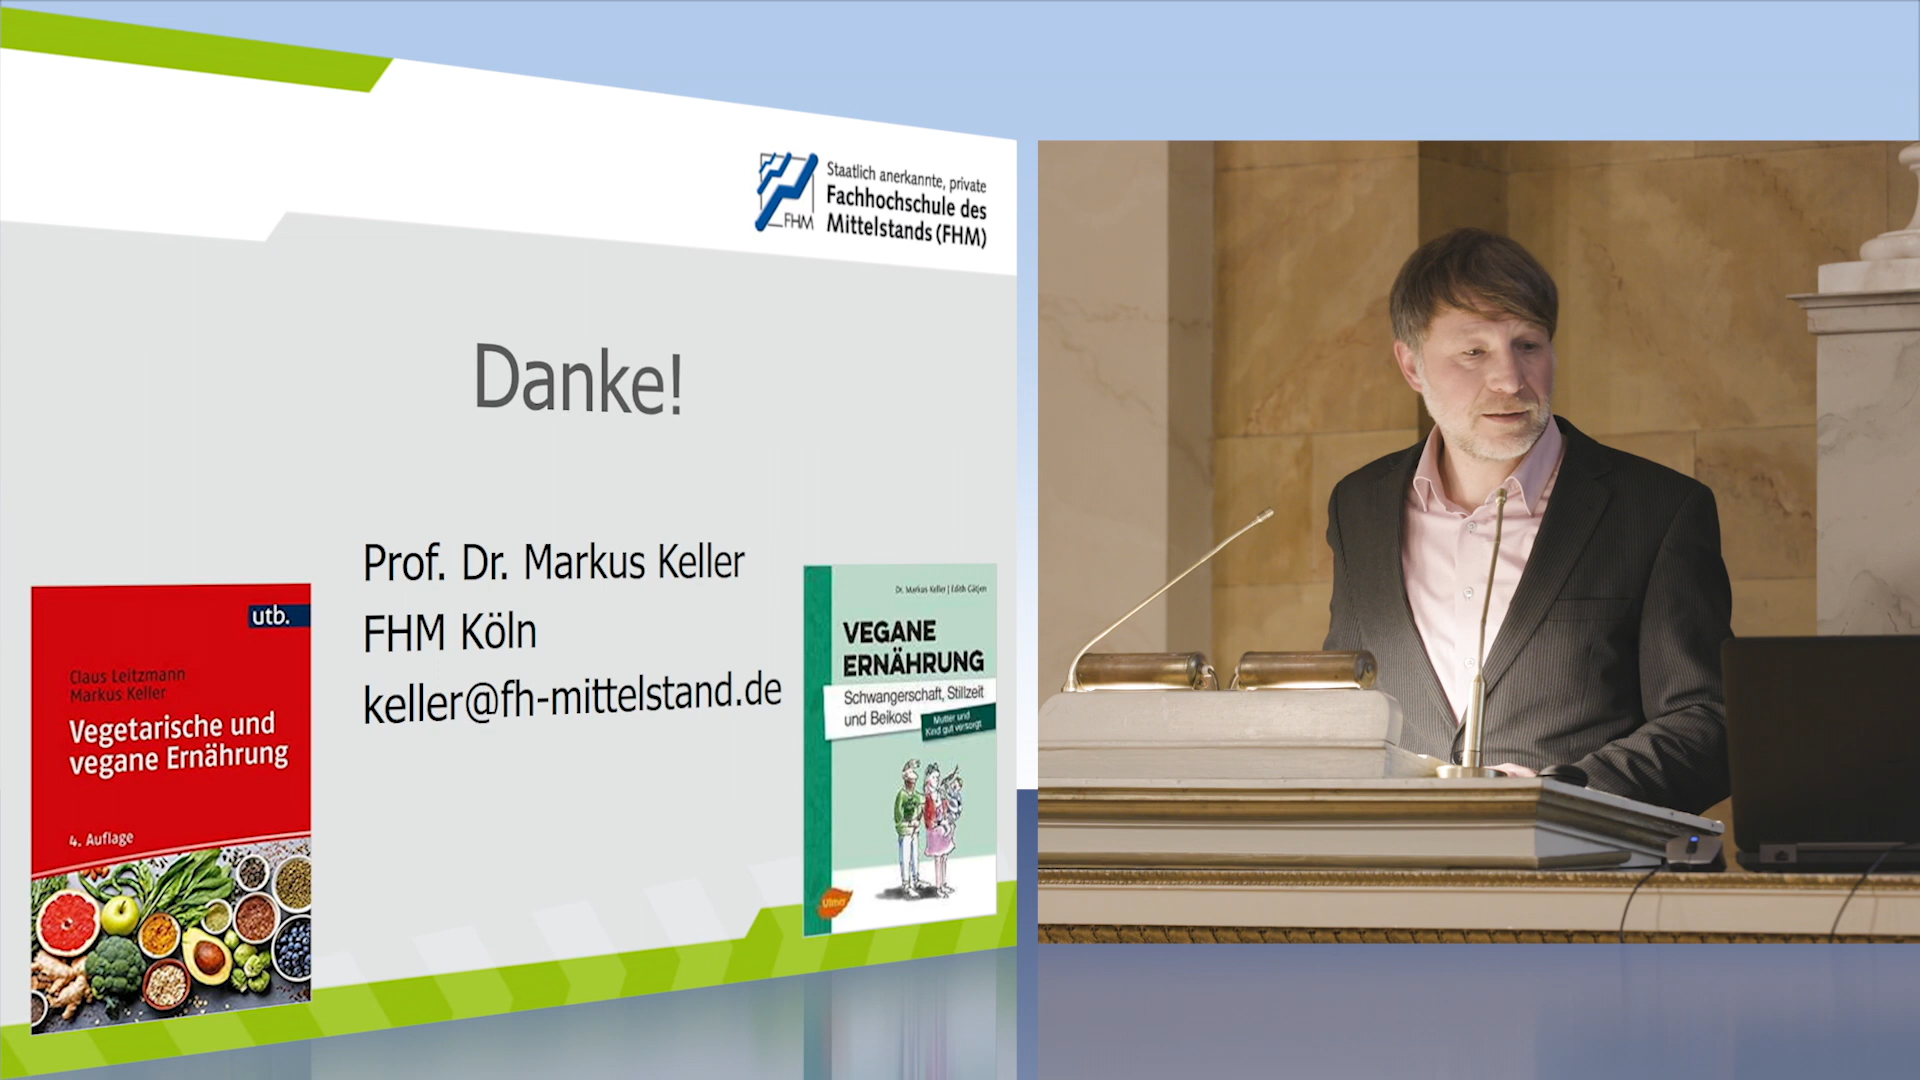 Staatlich anerkannte, private
Fachhochschule des
Mittelstands (FHM)
FHM
Danke!
Prof. Dr. Markus Keller
FHM Köln
keller@fh-mittelstand.de
utb.
Claus Leitzmann
Markus Keller
Vegetarische und
vegane Ernährung
4. Auflage
Dr. Markus Keller | Edith Gätjen
VEGANE
ERNÄHRUNG
Schwangerschaft, Stillzeit
und Beikost
Mutter und
Kind gut versorgt
Ulmer